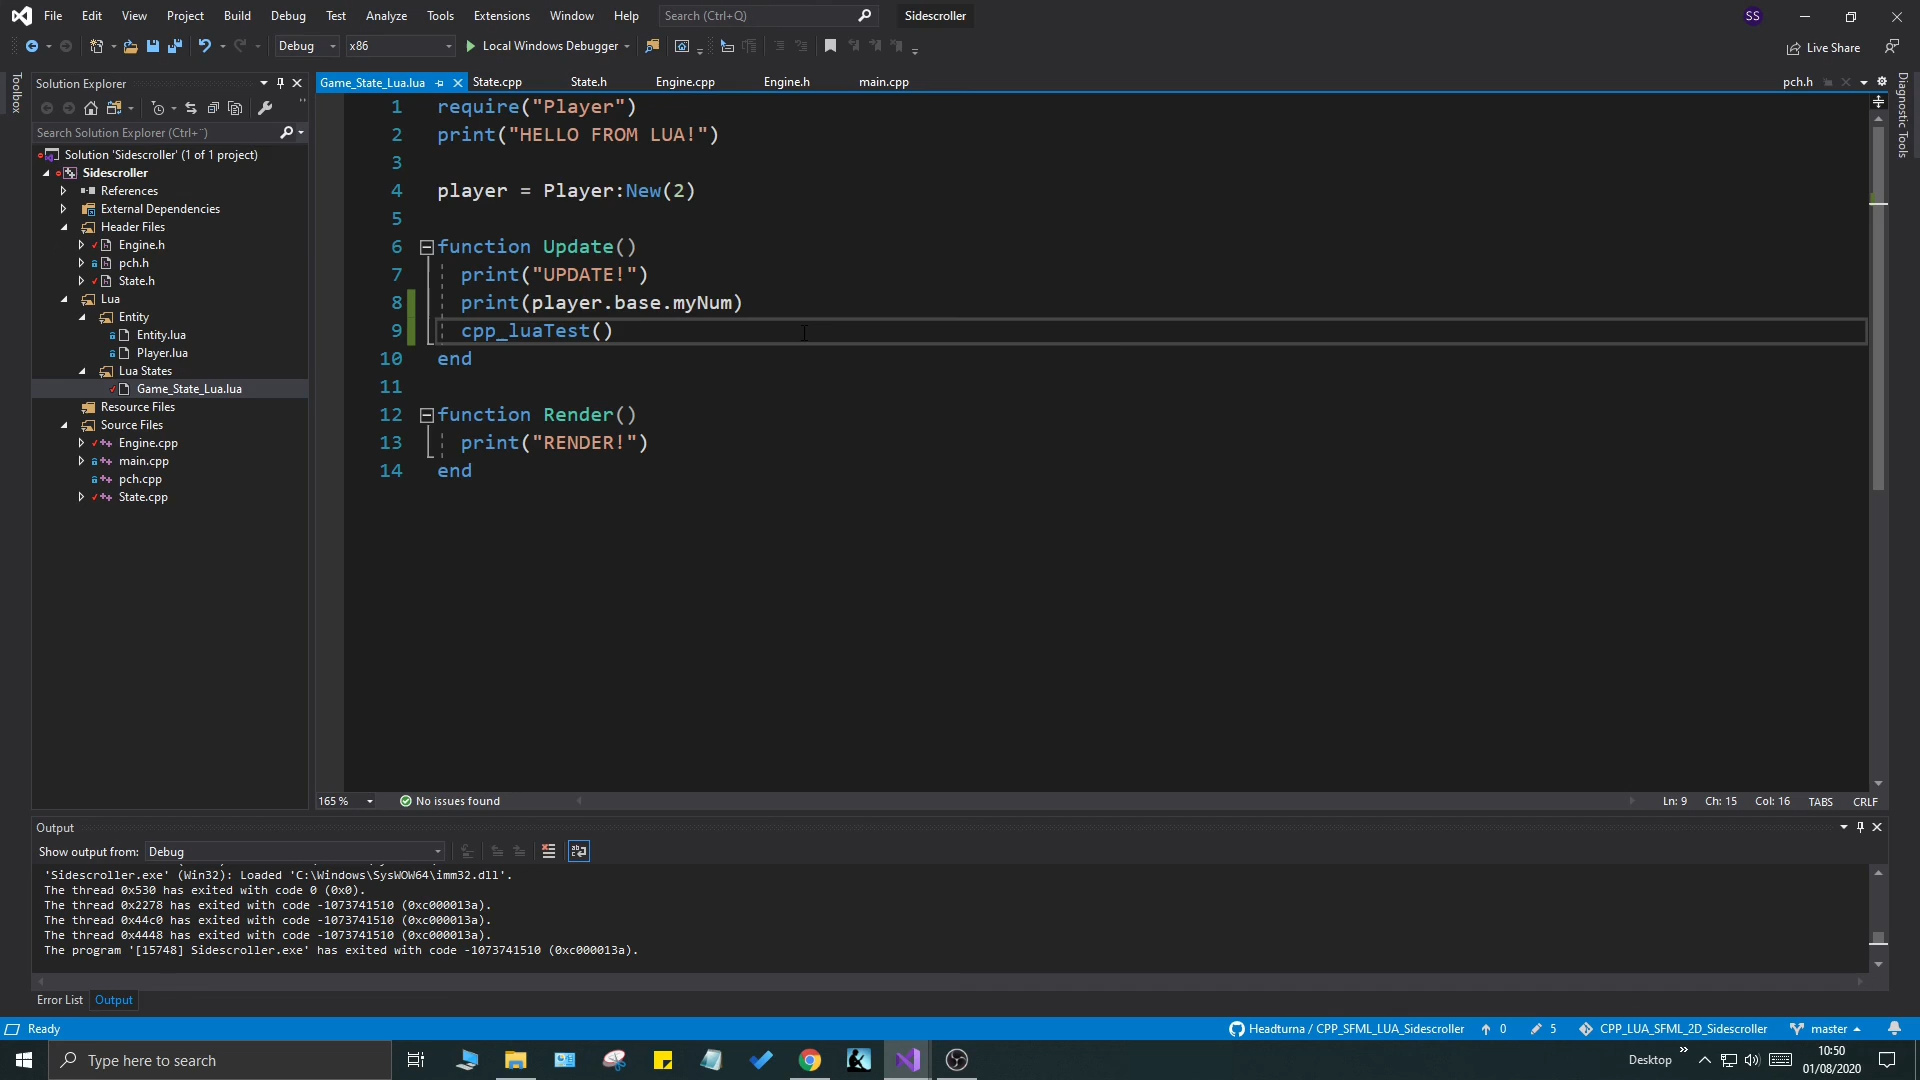 File Edit View Project Build Debug Test Analyze Tools Extensions Window Help Search (Ctrl+Q) Sidescroller SS
Debug x86 Local Windows Debugger Live Share
Toolbox
Solution Explorer
Search Solution Explorer (Ctrl+¨)
Solution 'Sidescroller' (1 of 1 project)
Sidescroller
References
External Dependencies
Header Files
Engine.h
pch.h
State.h
Lua
Entity
Entity.lua
Player.lua
Lua States
Game_State_Lua.lua
Resource Files
Source Files
Engine.cpp
main.cpp
pch.cpp
State.cpp
Game_State_Lua.lua State.cpp State.h Engine.cpp Engine.h main.cpp pch.h
1 require("Player")
2 print("HELLO FROM LUA!")
3
4 player = Player:New(2)
5
6 function Update()
7 print("UPDATE!")
8 print(player.base.myNum)
9 cpp_luaTest()
10 end
11
12 function Render()
13 print("RENDER!")
14 end
Diagnostic Tools
165 % No issues found Ln: 9 Ch: 15 Col: 16 TABS CRLF
Output
Show output from: Debug
'Sidescroller.exe' (Win32): Loaded 'C:\Windows\SysWOW64\imm32.dll'.
The thread 0x530 has exited with code 0 (0x0).
The thread 0x2278 has exited with code -1073741510 (0xc000013a).
The thread 0x44c0 has exited with code -1073741510 (0xc000013a).
The thread 0x4448 has exited with code -1073741510 (0xc000013a).
The program '[15748] Sidescroller.exe' has exited with code -1073741510 (0xc000013a).
Error List Output
Ready Headturna / CPP_SFML_LUA_Sidescroller 0 5 CPP_LUA_SFML_2D_Sidescroller master
Type here to search Desktop 10:50
01/08/2020